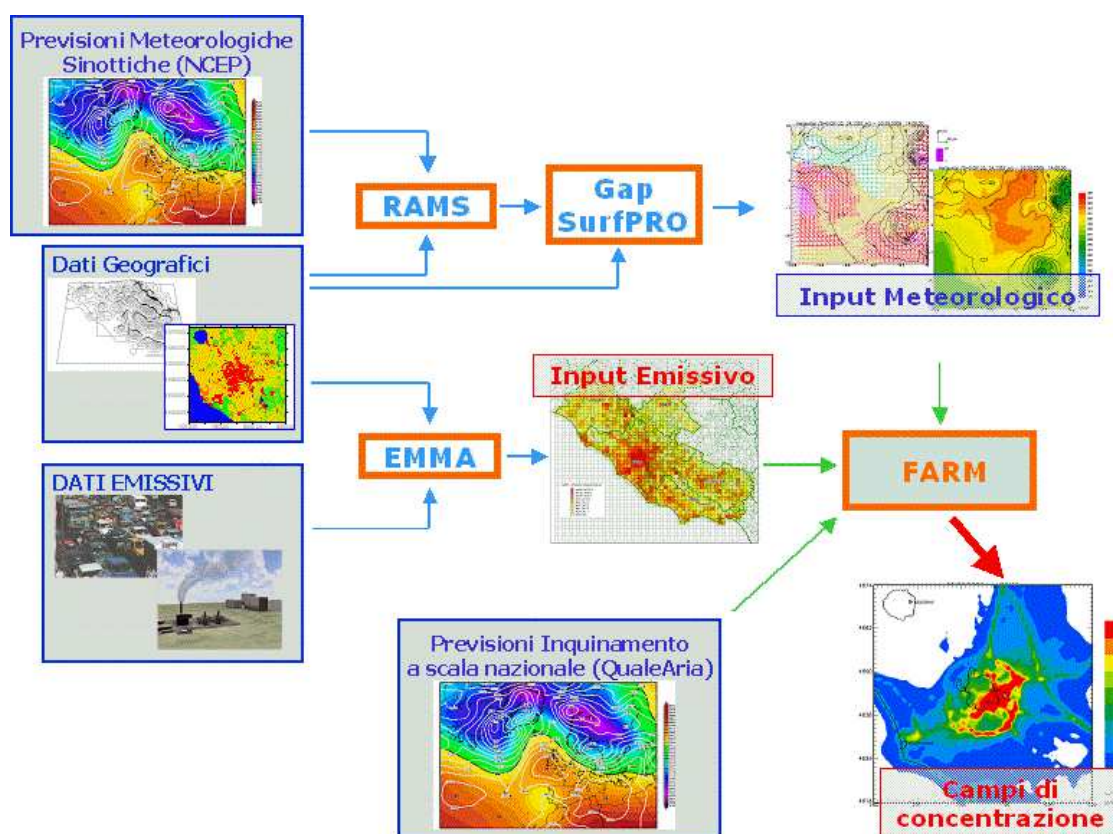 Previsioni Meteorologiche
Sinottiche (NCEP)
RAMS
Gap
SurfPRO
Input Meteorologico
Dati Geografici
Input Emissivo
EMMA
FARM
DATI EMISSIVI
Previsioni Inquinamento
a scala nazionale (QualeAria)
Campi di
concentrazione